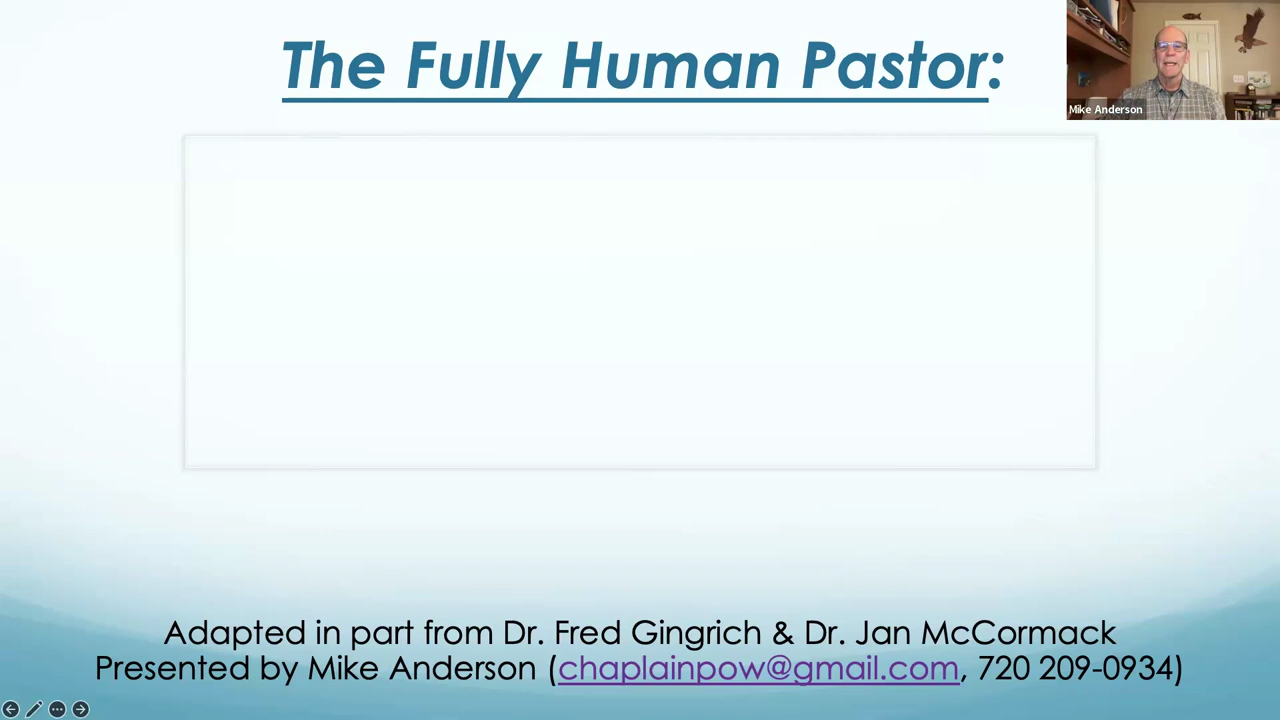 The Fully Human Pastor:
Mike Anderson
Adapted in part from Dr. Fred Gingrich & Dr. Jan McCormack
Presented by Mike Anderson (chaplainpow@gmail.com, 720 209-0934)